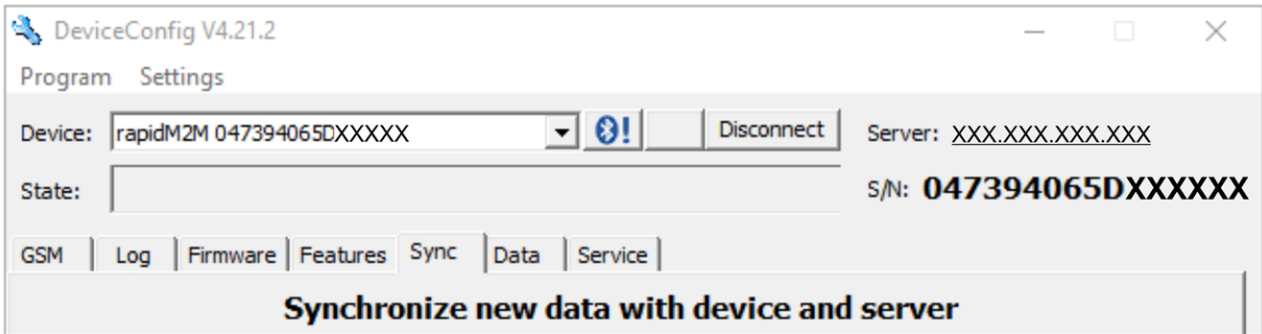 DeviceConfig V4.21.2
Program Settings
Device: rapidM2M 047394065DXXXXX Disconnect Server: XXX.XXX.XXX.XXX
State: S/N: 047394065DXXXXXX
GSM Log Firmware Features Sync Data Service
Synchronize new data with device and server